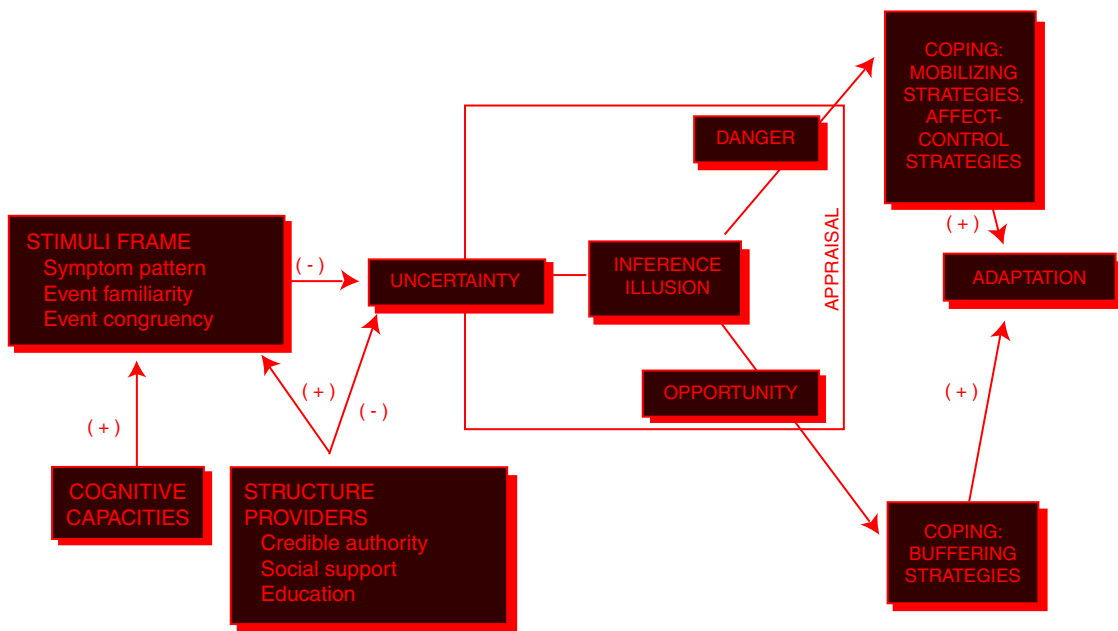 STIMULI FRAME
Symptom pattern
Event familiarity
Event congruency
( - )
( + )
COGNITIVE
CAPACITIES
( + )
( - )
STRUCTURE
PROVIDERS
Credible authority
Social support
Education
UNCERTAINTY
INFERENCE
ILLUSION
DANGER
OPPORTUNITY
APPRAISAL
COPING:
MOBILIZING
STRATEGIES,
AFFECT-
CONTROL
STRATEGIES
( + )
ADAPTATION
( + )
COPING:
BUFFERING
STRATEGIES